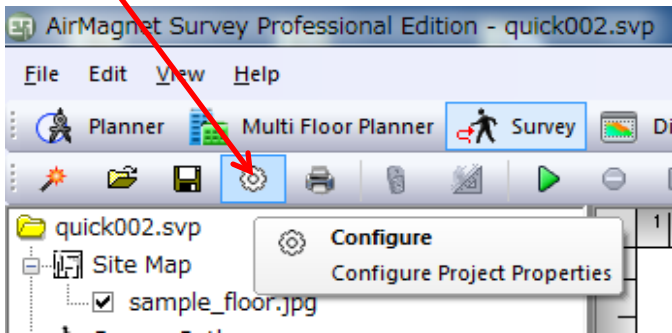 AirMagnet Survey Professional Edition - quick002.svp
File Edit View Help
Planner Multi Floor Planner Survey
quick002.svp
1
Configure
Site Map
Configure Project Properties
sample_floor.jpg